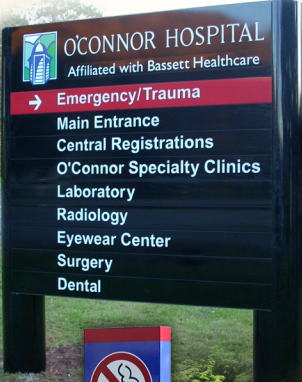 O'CONNOR HOSPITAL
Affiliated with Bassett Healthcare
Emergency/Trauma
Main Entrance
Central Registrations
O'Connor Specialty Clinics
Laboratory
Radiology
Eyewear Center
Surgery
Dental